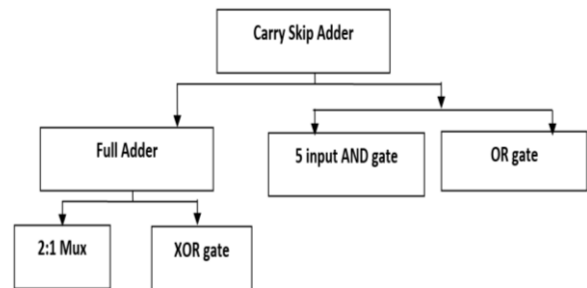 Carry Skip Adder
Full Adder
5 input AND gate
OR gate
2:1 Mux
XOR gate